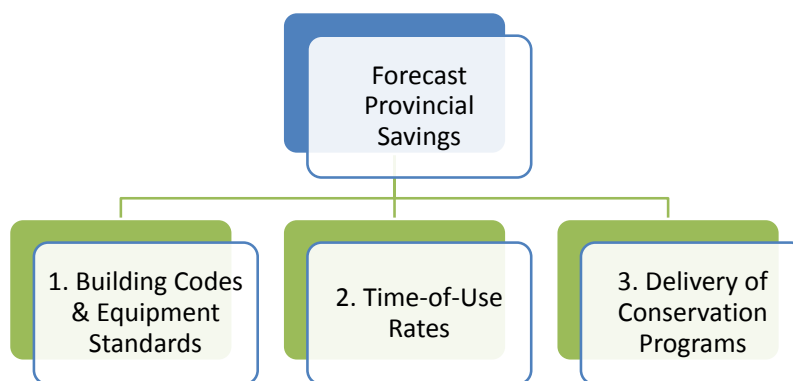 Forecast
Provincial
Savings
1. Building Codes
& Equipment
Standards
2. Time-of-Use
Rates
3. Delivery of
Conservation
Programs